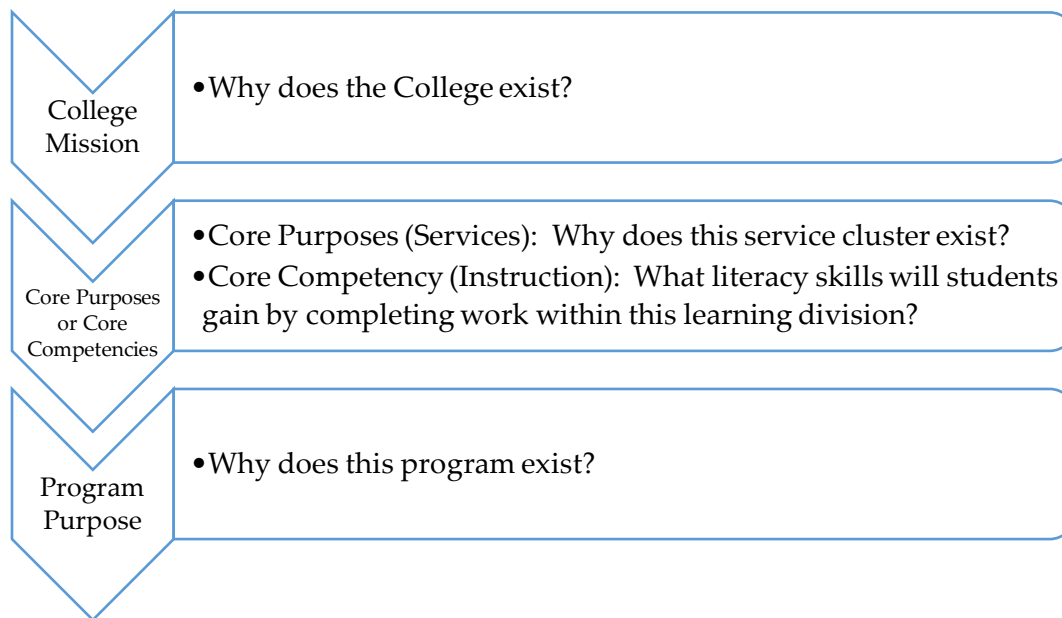 College
Mission
•Why does the College exist?
Core Purposes
or Core
Competencies
•Core Purposes (Services):  Why does this service cluster exist?
•Core Competency (Instruction):  What literacy skills will students
gain by completing work within this learning division?
Program
Purpose
•Why does this program exist?